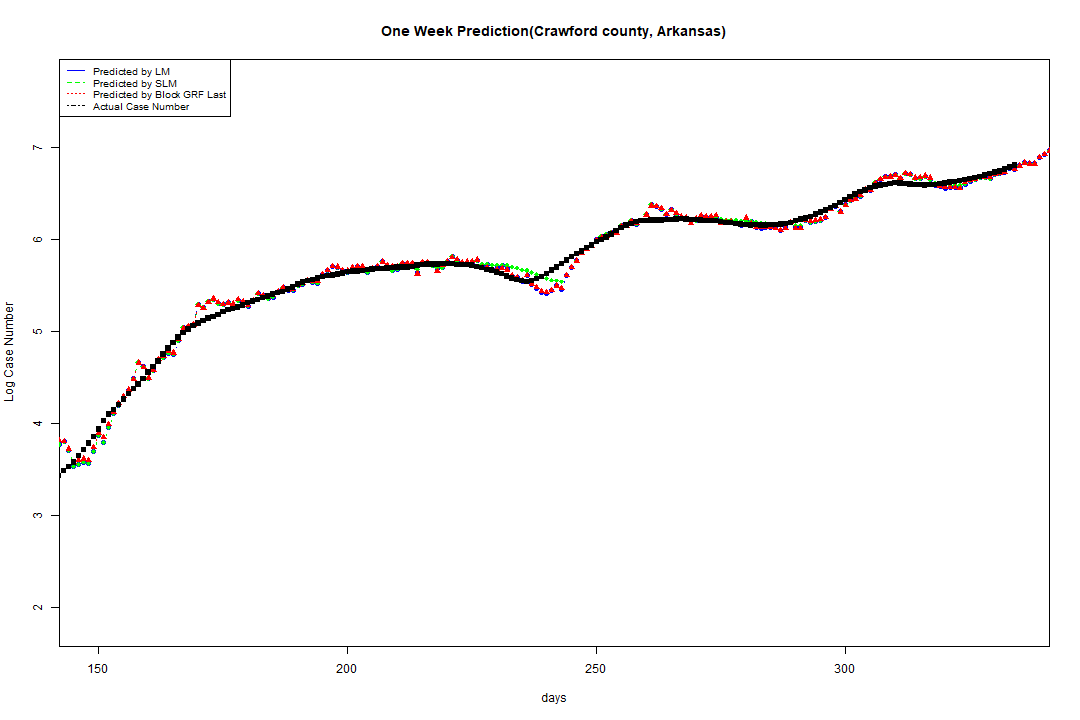 One Week Prediction(Crawford county, Arkansas)
Predicted by LM
Predicted by SLM
Predicted by Block GRF Last
Actual Case Number
7
6
5
4
3
2
Log Case Number
150 200 250 300
days